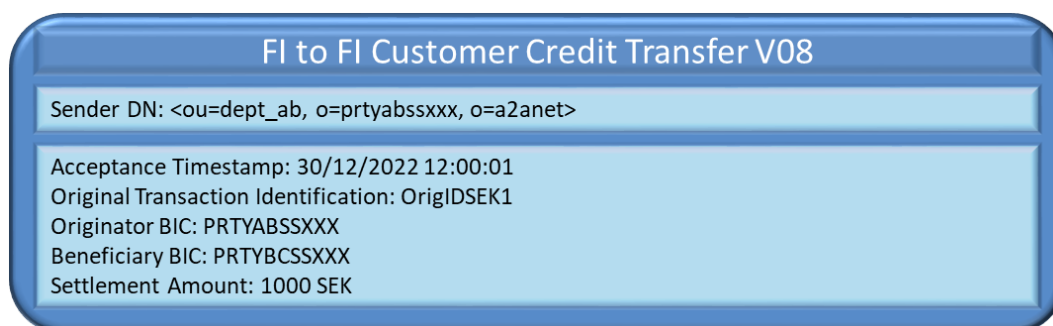 FI to FI Customer Credit Transfer V08
Sender DN: <ou=dept_ab, o=prtyabssxxx, o=a2anet>
Acceptance Timestamp: 30/12/2022 12:00:01
Original Transaction Identification: OrigIDSEK1
Originator BIC: PRTYABSSXXX
Beneficiary BIC: PRTYBCSSXXX
Settlement Amount: 1000 SEK